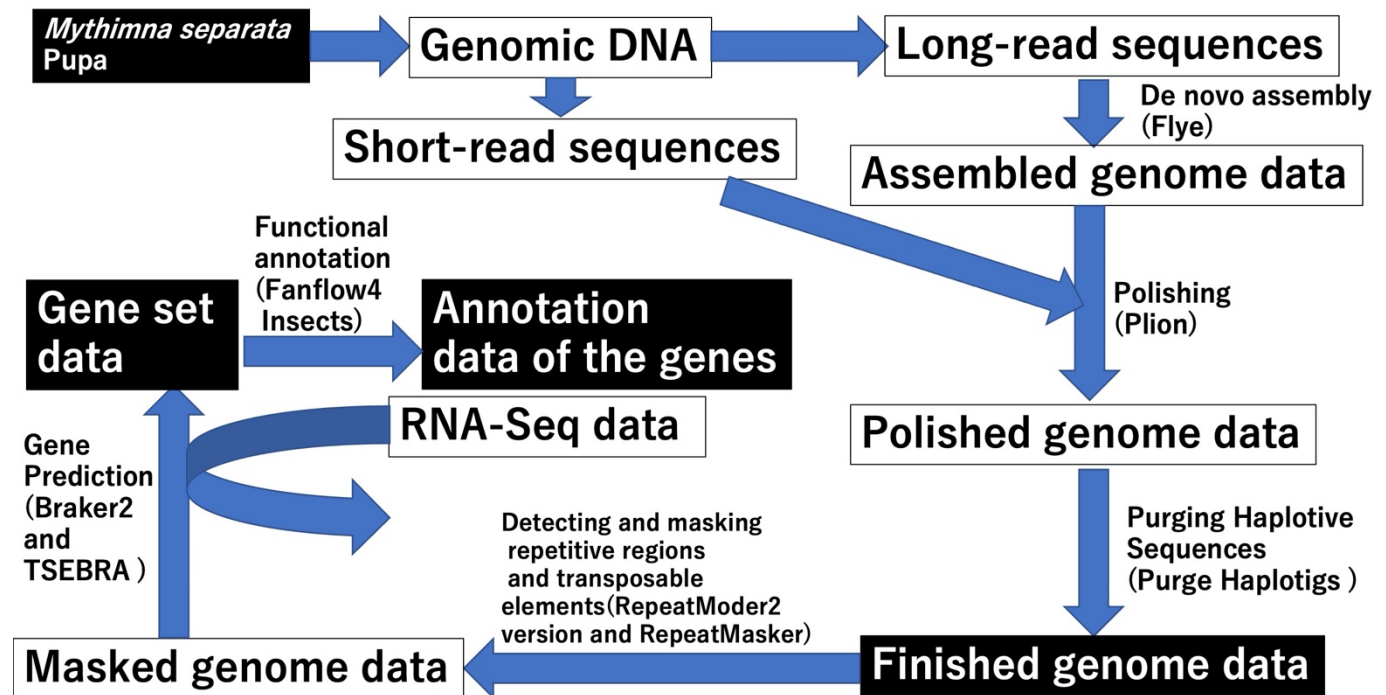 Mythimna separata
Pupa
Genomic DNA
Long-read sequences
De novo assembly
(Flye)
Short-read sequences
Assembled genome data
Functional
annotation
(Fanflow4
Insects)
Gene set
data
Annotation
data of the genes
Polishing
(Plion)
RNA-Seq data
Polished genome data
Gene
Prediction
(Braker2
and
TSEBRA )
Detecting and masking
repetitive regions
and transposable
elements(RepeatModer2
version and RepeatMasker)
Purging Haplotive
Sequences
(Purge Haplotigs )
Masked genome data
Finished genome data